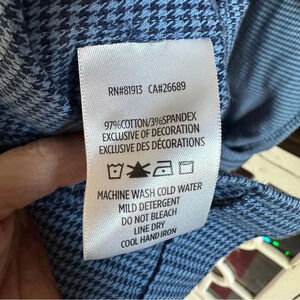 RN#81913 CA#26689
97%COTTON/3%SPANDEX
EXCLUSIVE OF DECORATION
EXCLUSIVE DES DÉCORATIONS
MACHINE WASH COLD WATER
MILD DETERGENT
DO NOT BLEACH
LINE DRY
COOL HAND IRON